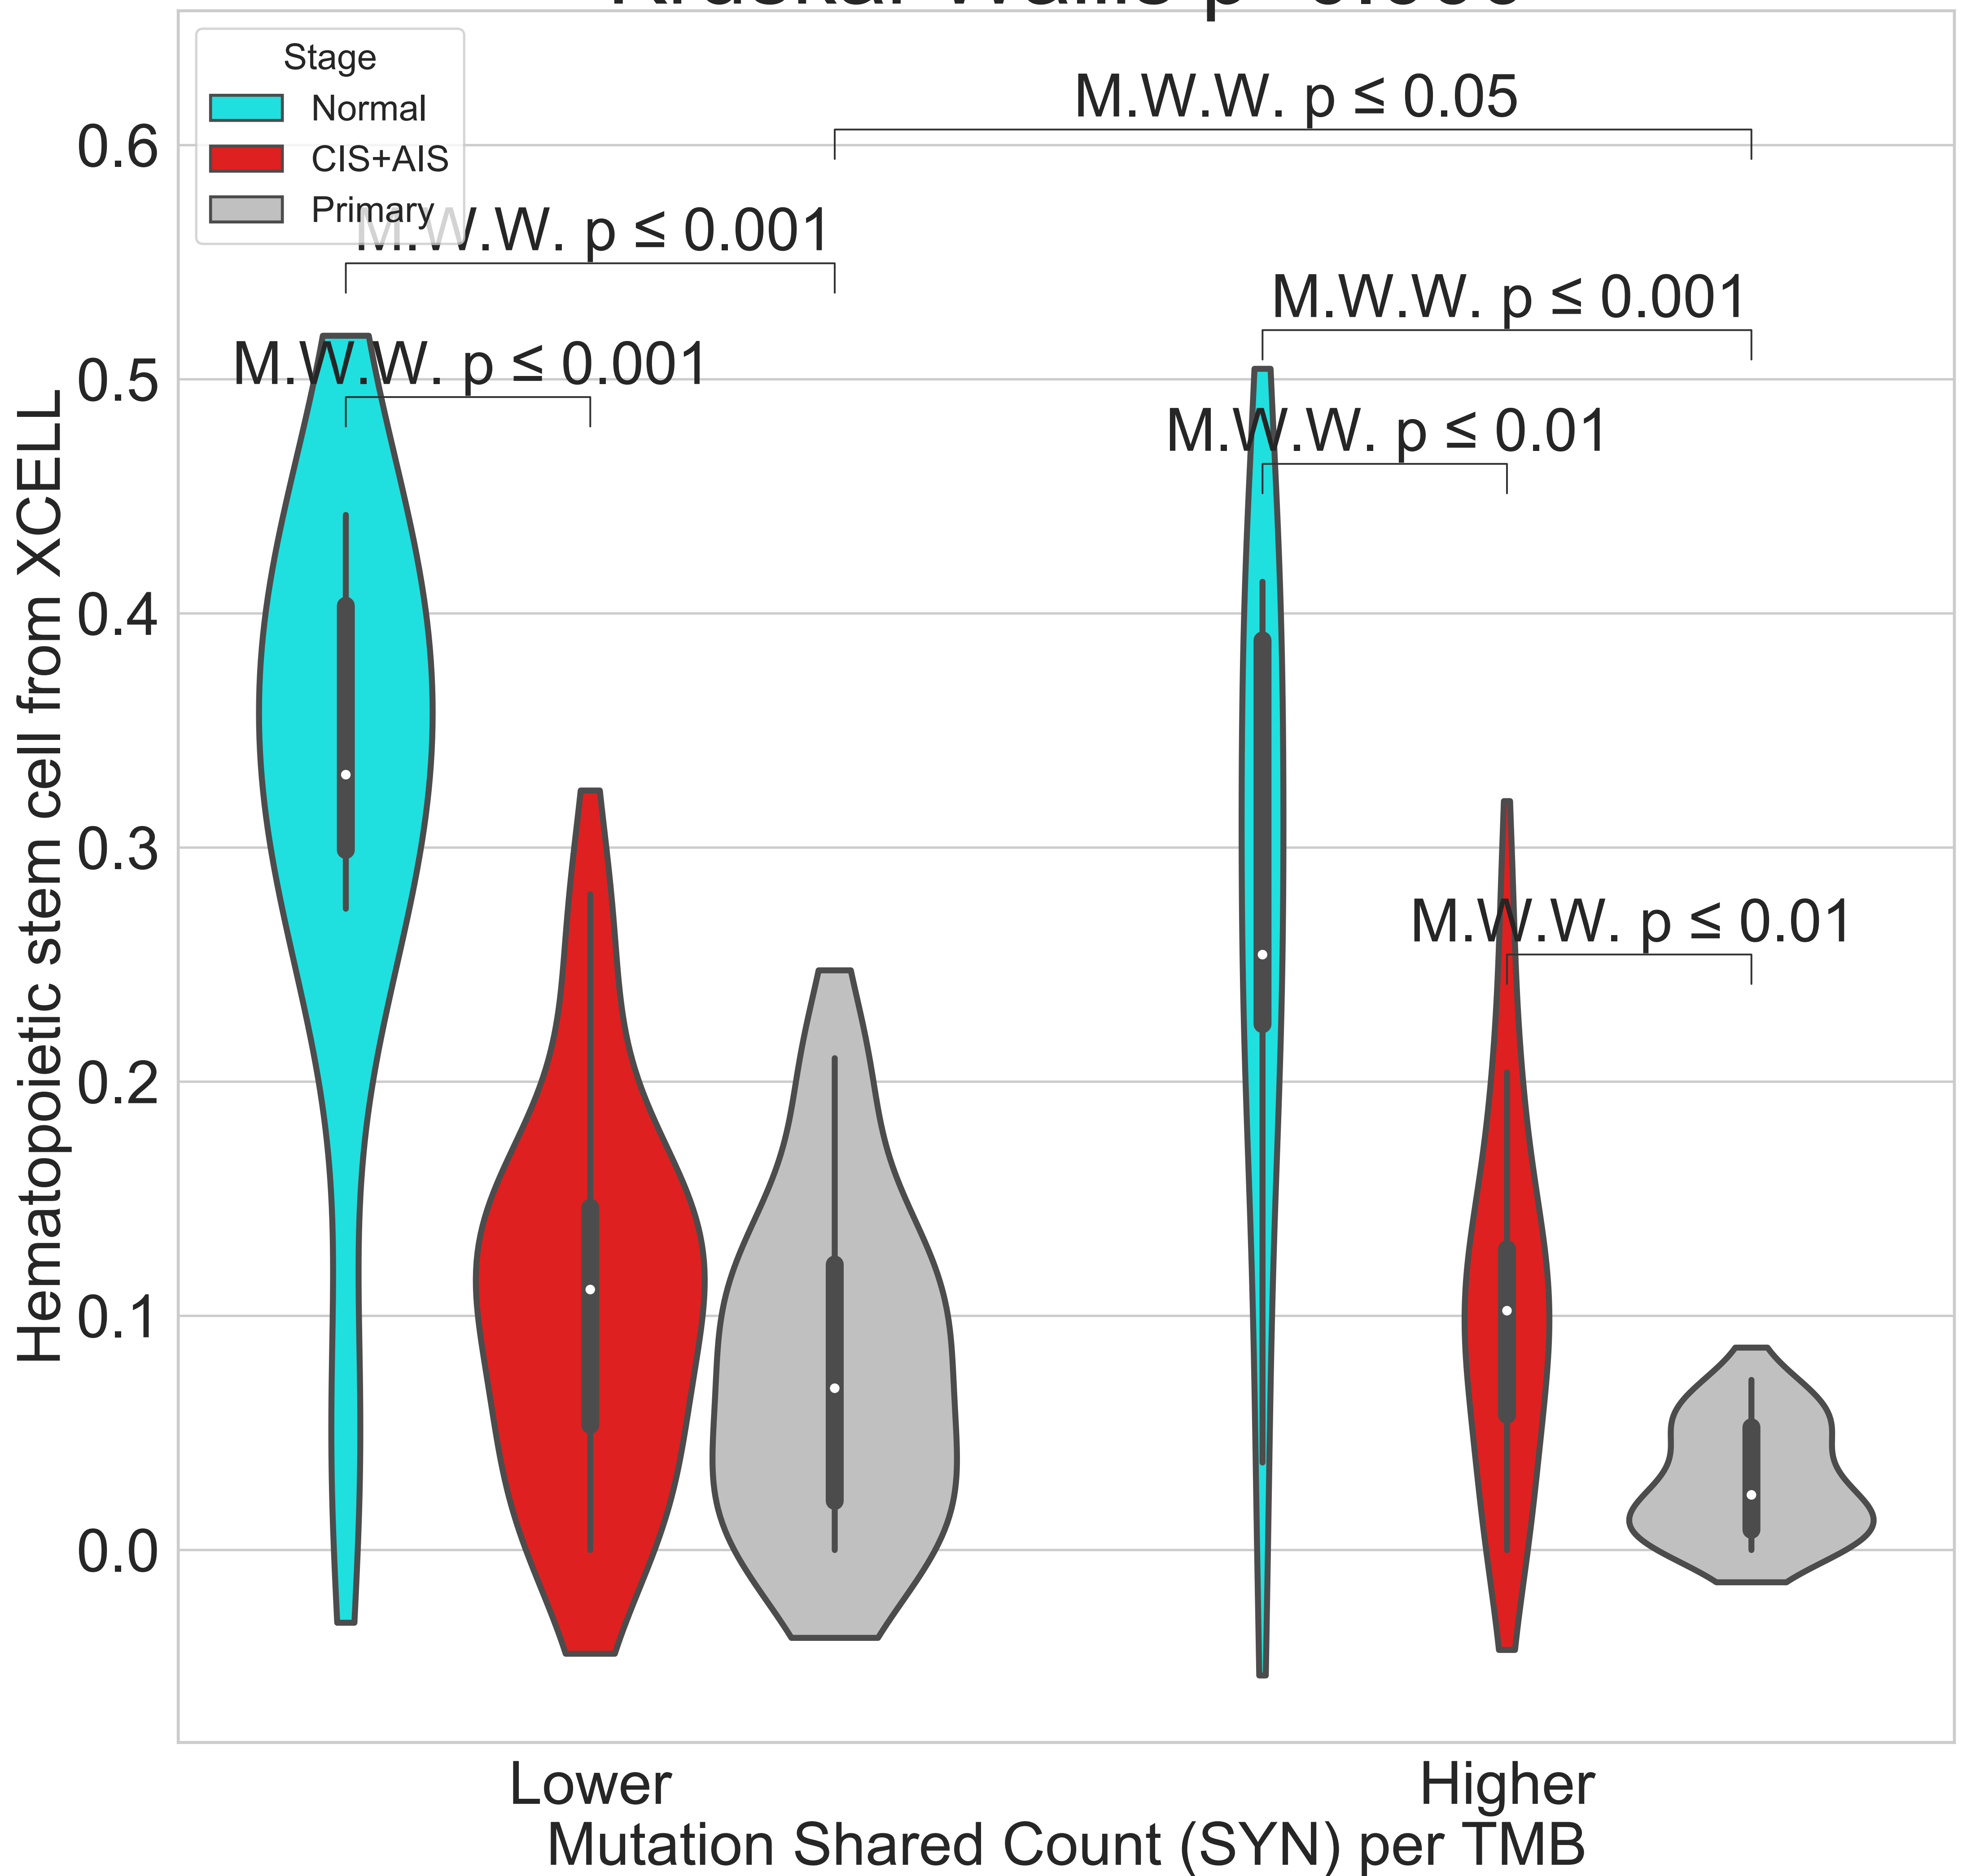 Stage
Normal
CIS+AIS
Primary
M.W.W. p ≤ 0.05
M.W.W. p ≤ 0.001
M.W.W. p ≤ 0.001
M.W.W. p ≤ 0.001
M.W.W. p ≤ 0.01
M.W.W. p ≤ 0.01
0.6
0.5
0.4
0.3
0.2
0.1
0.0
Hematopoietic stem cell from XCELL
Lower
Higher
Mutation Shared Count (SYN) per TMB